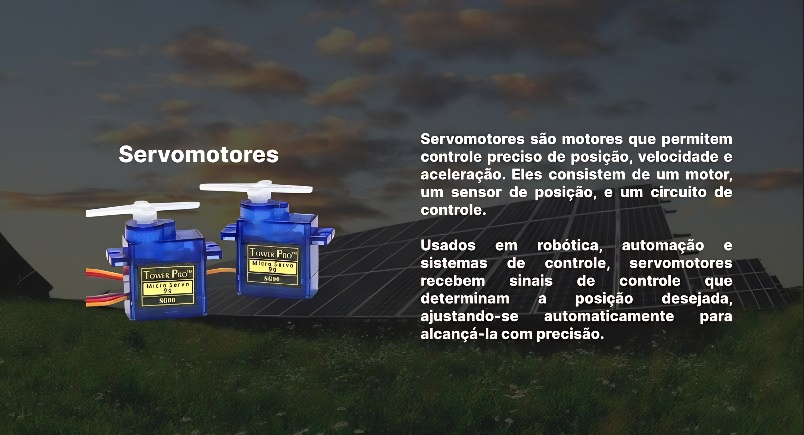 Servomotores
Tower Pro™
Micro Servo
9g
SG90
Tower Pro™
Micro Servo
9g
SG90
Servomotores são motores que permitem
controle preciso de posição, velocidade e
aceleração. Eles consistem de um motor,
um sensor de posição, e um circuito de
controle.
Usados em robótica, automação e
sistemas de controle, servomotores
recebem sinais de controle que
determinam a posição desejada,
ajustando-se automaticamente para
alcançá-la com precisão.